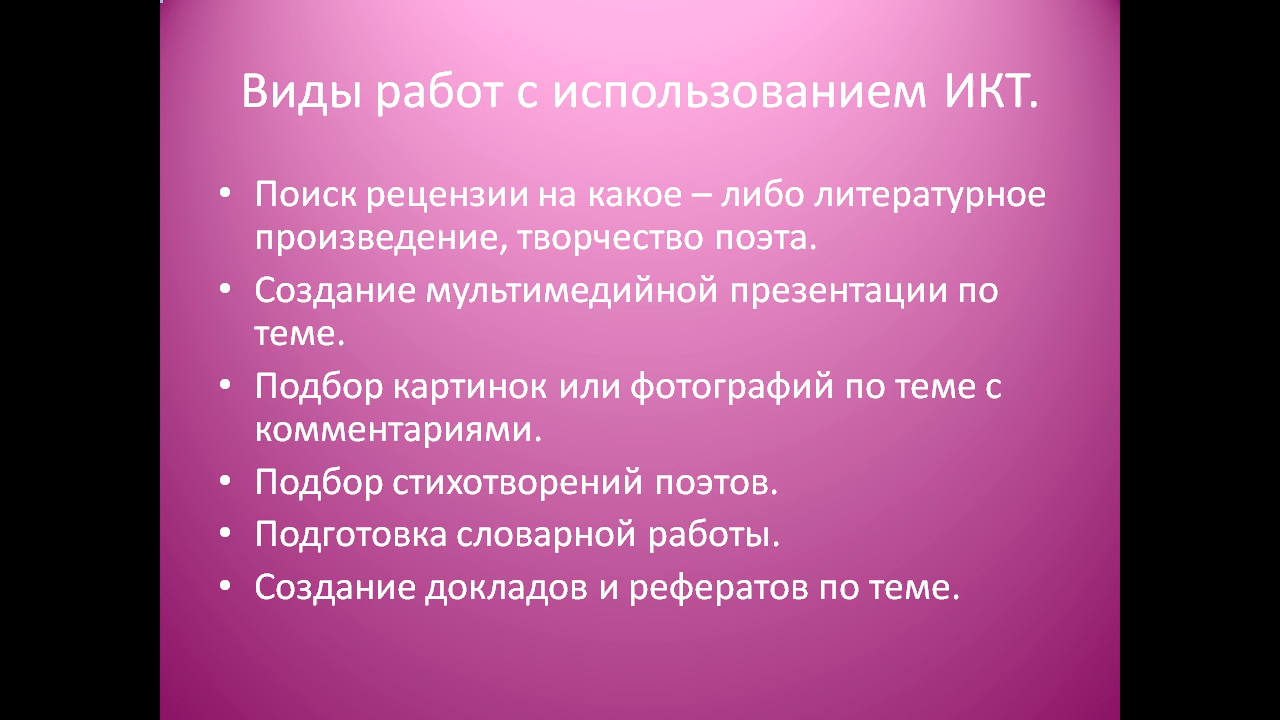 Виды работ с использованием ИКТ.
• Поиск рецензии на какое – либо литературное
произведение, творчество поэта.
• Создание мультимедийной презентации по
теме.
• Подбор картинок или фотографий по теме с
комментариями.
• Подбор стихотворений поэтов.
• Подготовка словарной работы.
• Создание докладов и рефератов по теме.